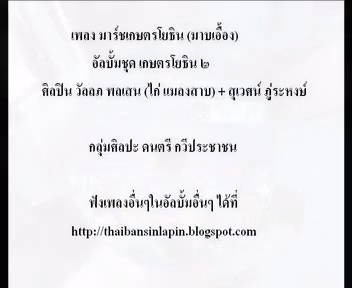 เพลง มาร์ชเกษตรโยธิน (มาบเอื้อง)
อัลบั้มชุด เกษตรโยธิน ๒
ศิลปิน วัลลภ พลเสน (ไก่ แมลงสาบ) + สุเวศน์ ภู่ระหงษ์
กลุ่มศิลปะ ดนตรี กวีประชาชน
ฟังเพลงอื่นๆในอัลบั้มอื่นๆ ได้ที่
http://thaibansinlapin.blogspot.com